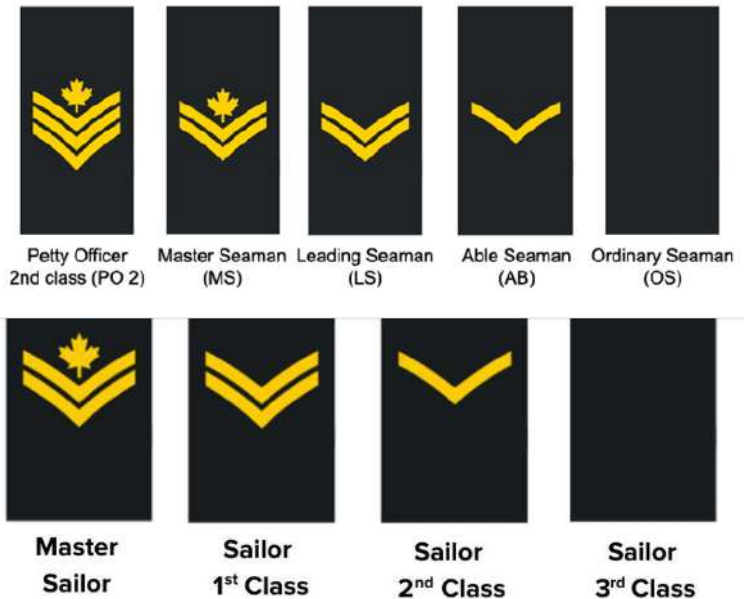 Petty Officer Master Seaman Leading Seaman Able Seaman Ordinary Seaman
2nd class (PO 2) (MS) (LS) (AB) (OS)
Master Sailor Sailor Sailor
Sailor 1st Class 2nd Class 3rd Class